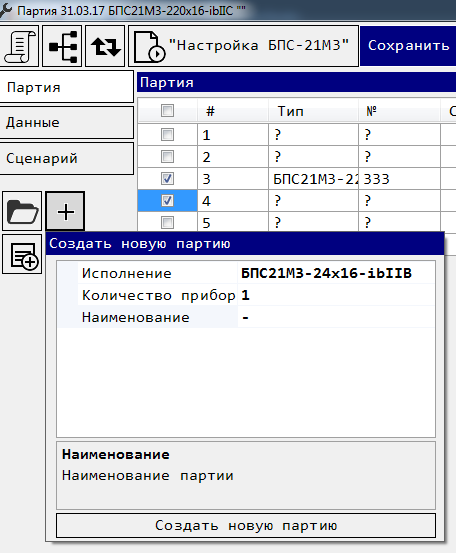 Партия 31.03.17 БПС21М3-220x16-ibIIC ""
"Настройка БПС-21М3"
Сохранить
Партия
Данные
Сценарий
Партия
# Тип № С
1 ? ?
2 ? ?
3 БПС21М3-22 333
4 ? ?
5 ? ?
Создать новую партию
Исполнение БПС21М3-24x16-ibIIB
Количество прибор 1
Наименование -
Наименование
Наименование партии
Создать новую партию